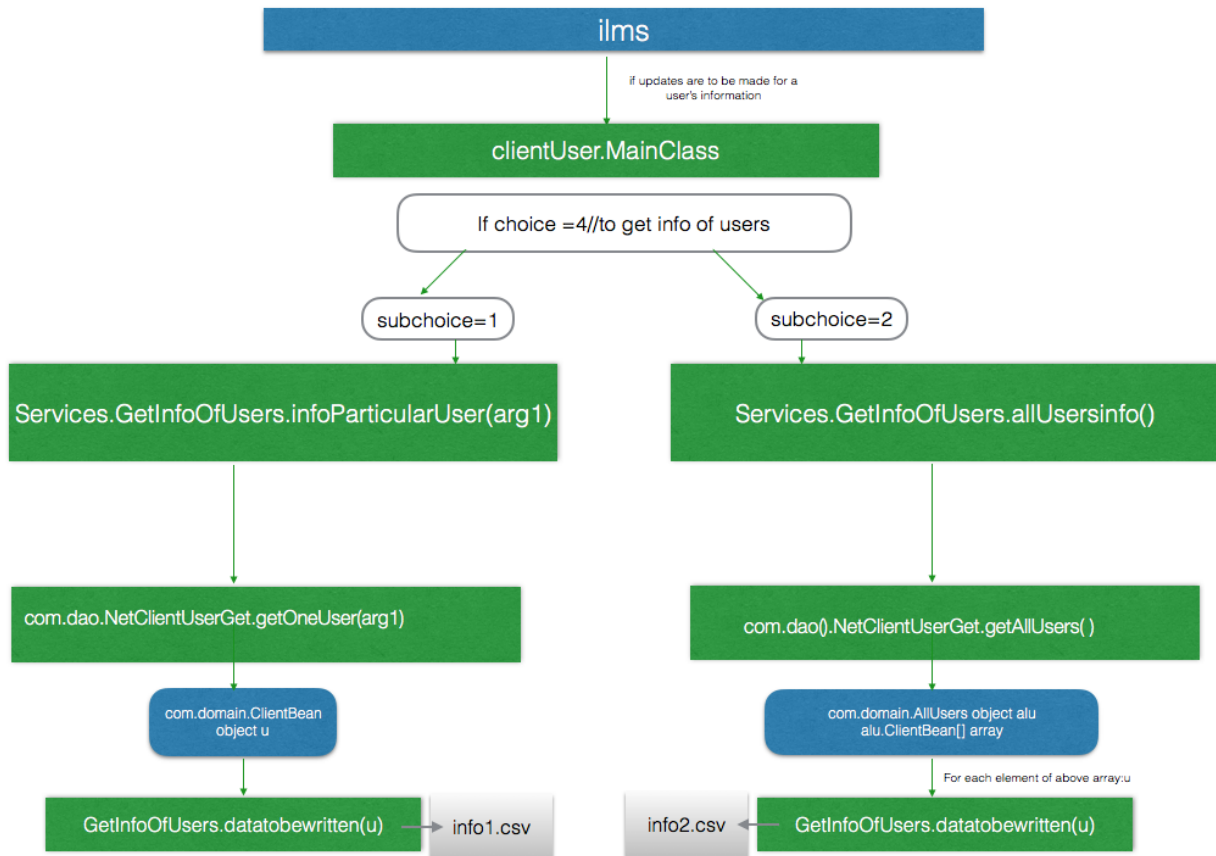 ilms
if updates are to be made for a
user's information
clientUser.MainClass
If choice =4//to get info of users
subchoice=1
subchoice=2
Services.GetInfoOfUsers.infoParticularUser(arg1)
Services.GetInfoOfUsers.allUsersinfo()
com.dao.NetClientUserGet.getOneUser(arg1)
com.dao().NetClientUserGet.getAllUsers( )
com.domain.ClientBean
object u
com.domain.AllUsers object alu
alu.ClientBean[] array
For each element of above array:u
GetInfoOfUsers.datatobewritten(u)
info1.csv
info2.csv
GetInfoOfUsers.datatobewritten(u)